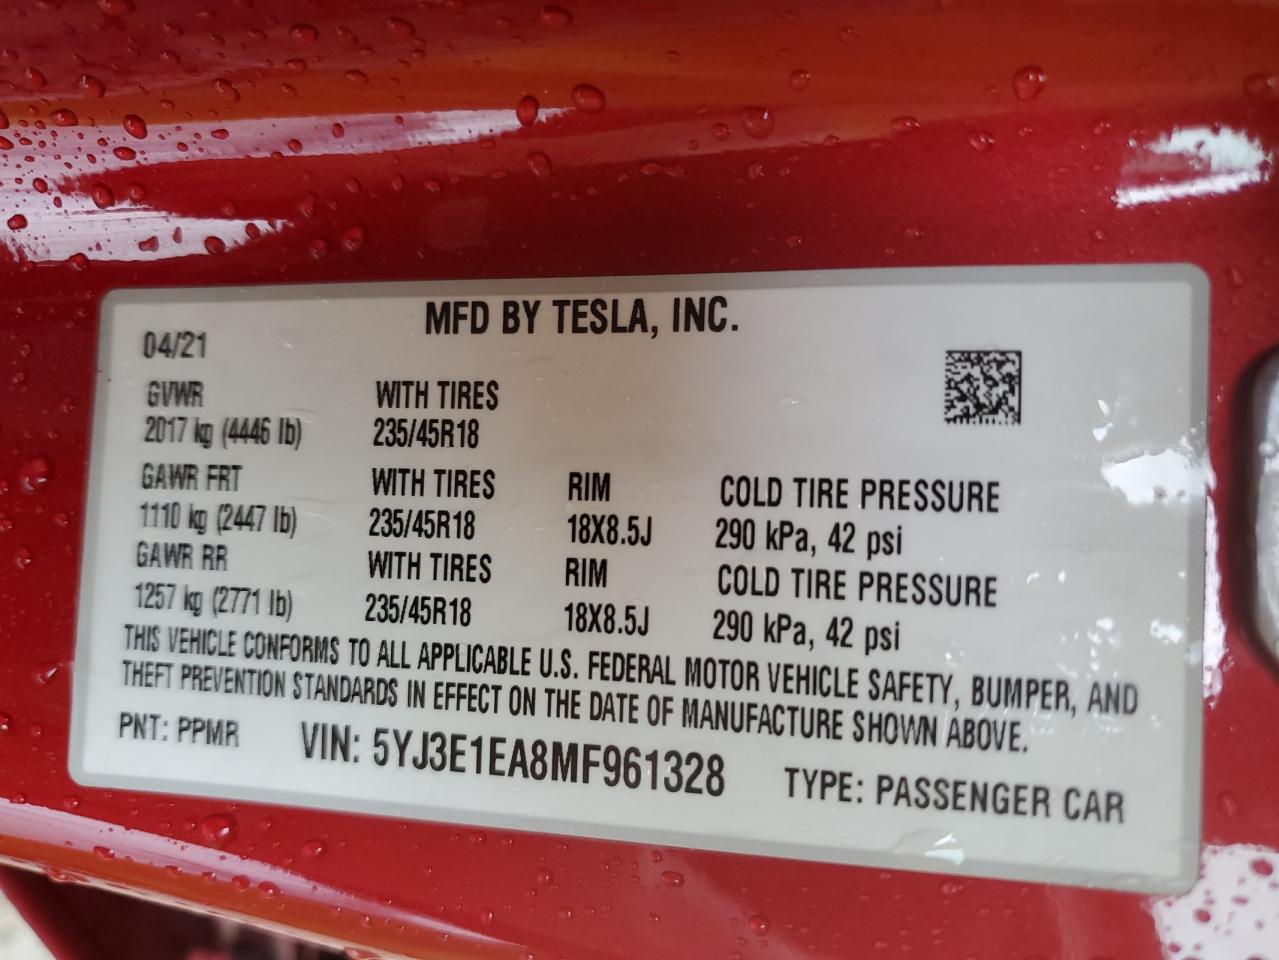 MFD BY TESLA, INC.
04/21
GVWR WITH TIRES
2017 kg (4446 lb) 235/45R18
GAWR FRT WITH TIRES RIM COLD TIRE PRESSURE
1110 kg (2447 lb) 235/45R18 18X8.5J 290 kPa, 42 psi
GAWR RR WITH TIRES RIM COLD TIRE PRESSURE
1257 kg (2771 lb) 235/45R18 18X8.5J 290 kPa, 42 psi
THIS VEHICLE CONFORMS TO ALL APPLICABLE U.S. FEDERAL MOTOR VEHICLE SAFETY, BUMPER, AND
THEFT PREVENTION STANDARDS IN EFFECT ON THE DATE OF MANUFACTURE SHOWN ABOVE.
PNT: PPMR VIN: 5YJ3E1EA8MF961328 TYPE: PASSENGER CAR